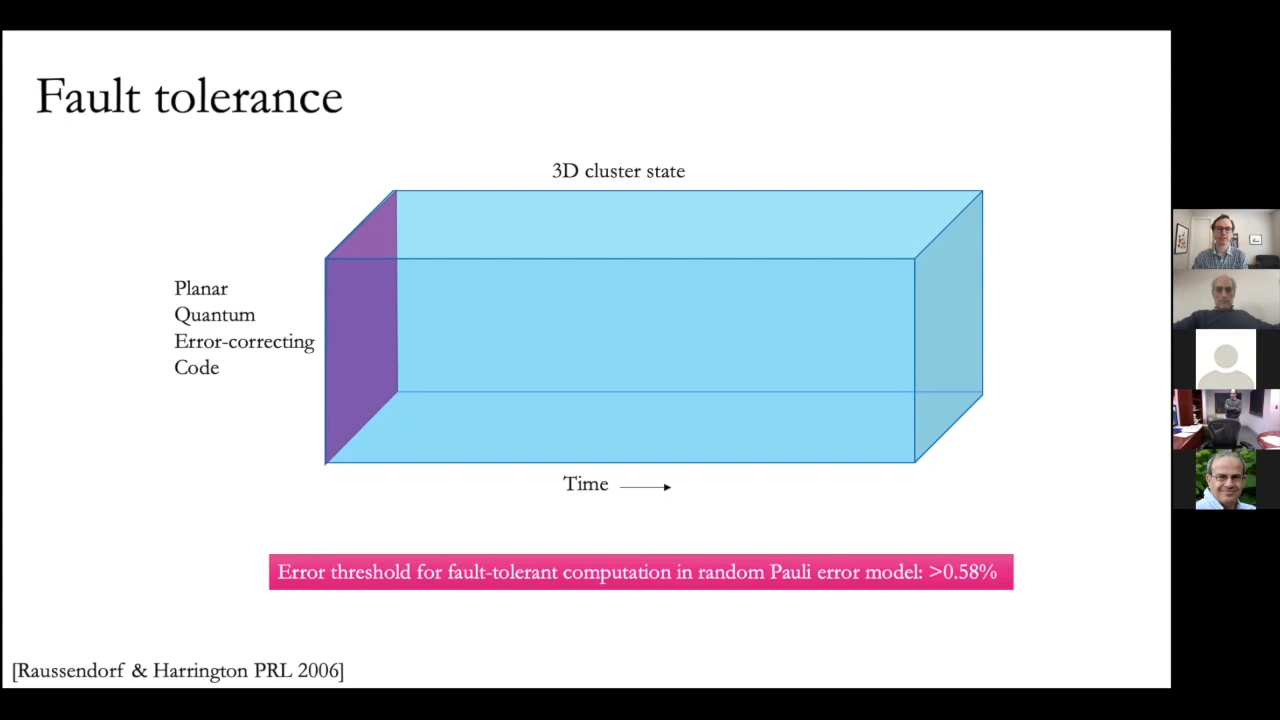 Fault tolerance
3D cluster state
Planar
Quantum
Error-correcting
Code
Time
Error threshold for fault-tolerant computation in random Pauli error model: >0.58%
[Raussendorf & Harrington PRL 2006]